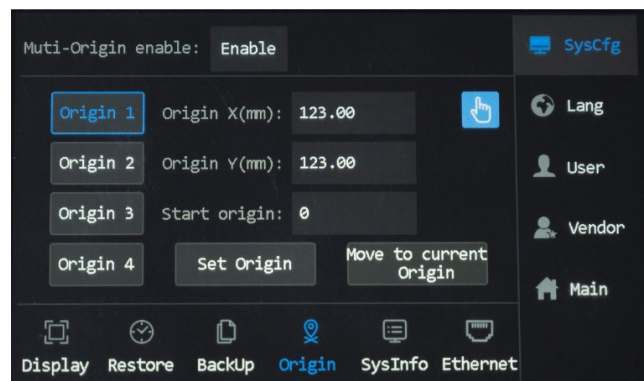 Muti-Origin enable: Enable
Origin 1 Origin X(mm): 123.00
Origin 2 Origin Y(mm): 123.00
Origin 3 Start origin: 0
Origin 4 Set Origin Move to current Origin
Display Restore BackUp Origin SysInfo Ethernet
SysCfg
Lang
User
Vendor
Main